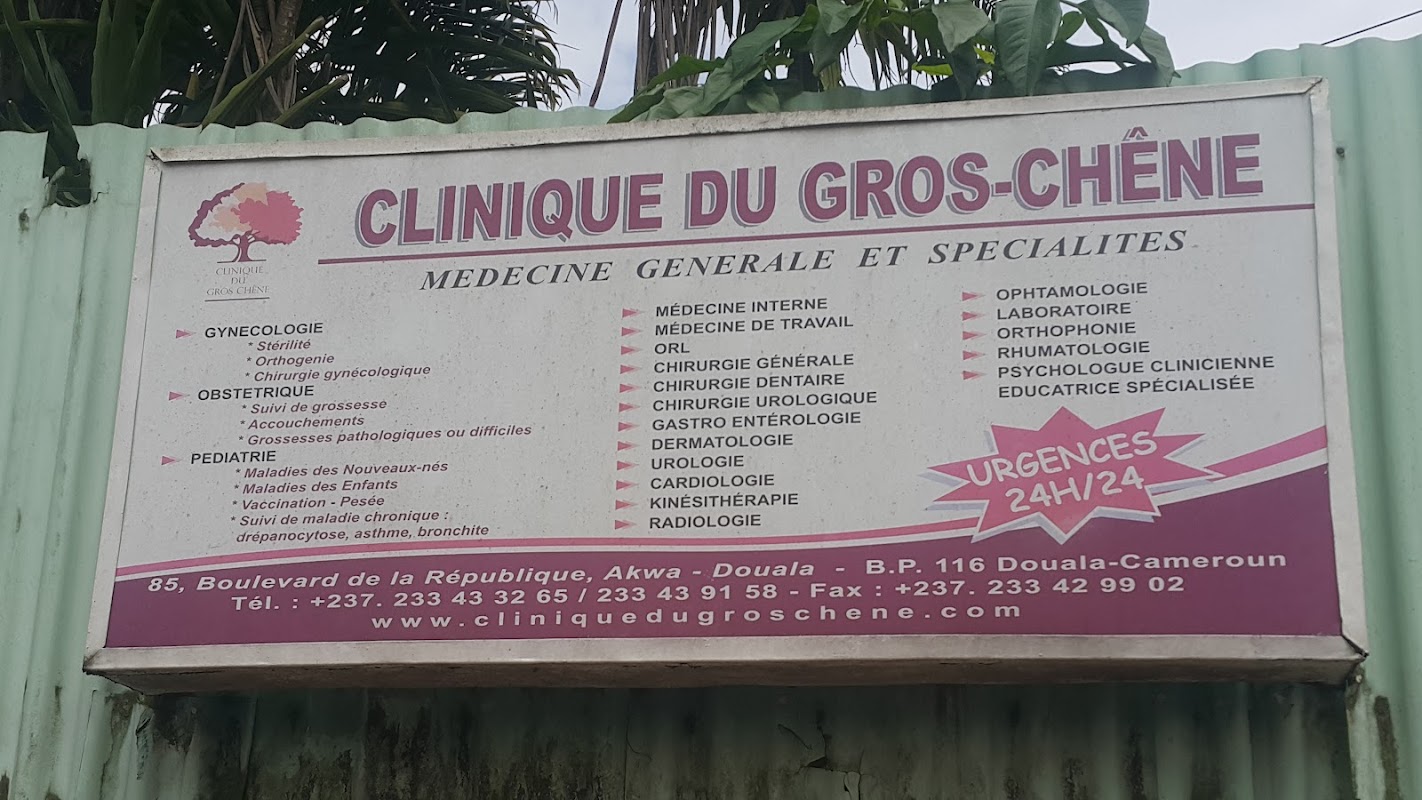 CLINIQUE DU GROS-CHÊNE
MEDECINE GENERALE ET SPECIALITES
CLINIQUE
DU
GROS CHÊNE
GYNECOLOGIE
* Stérilité
* Orthogenie
* Chirurgie gynécologique
OBSTETRIQUE
* Suivi de grossesse
* Accouchements
* Grossesses pathologiques ou difficiles
PEDIATRIE
* Maladies des Nouveaux-nés
* Maladies des Enfants
* Vaccination - Pesée
* Suivi de maladie chronique :
drépanocytose, asthme, bronchite
MÉDECINE INTERNE
MÉDECINE DE TRAVAIL
ORL
CHIRURGIE GÉNÉRALE
CHIRURGIE DENTAIRE
CHIRURGIE UROLOGIQUE
GASTRO ENTÉROLOGIE
DERMATOLOGIE
UROLOGIE
CARDIOLOGIE
KINÉSITHÉRAPIE
RADIOLOGIE
OPHTAMOLOGIE
LABORATOIRE
ORTHOPHONIE
RHUMATOLOGIE
PSYCHOLOGUE CLINICIENNE
EDUCATRICE SPÉCIALISÉE
URGENCES
24H/24
85, Boulevard de la République, Akwa - Douala - B.P. 116 Douala-Cameroun
Tél. : +237. 233 43 32 65 / 233 43 91 58 - Fax : +237. 233 42 99 02
www.cliniquedugroschene.com